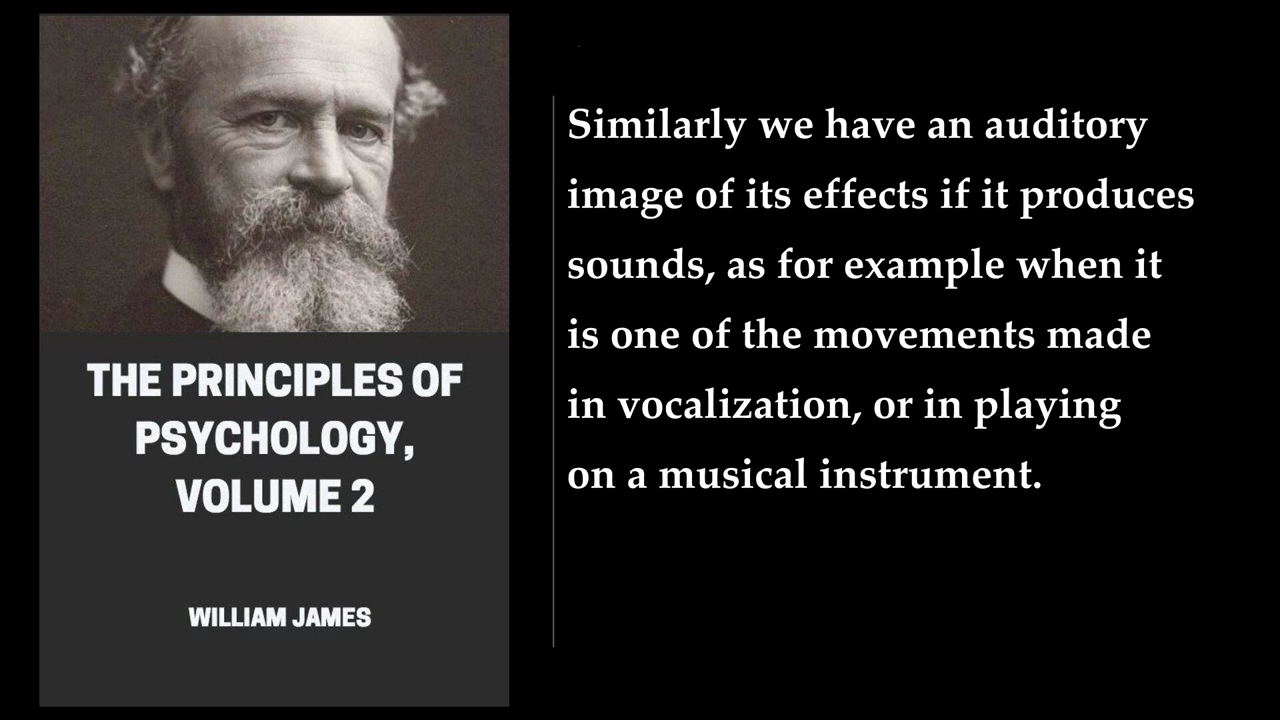 THE PRINCIPLES OF
PSYCHOLOGY,
VOLUME 2
WILLIAM JAMES
Similarly we have an auditory
image of its effects if it produces
sounds, as for example when it
is one of the movements made
in vocalization, or in playing
on a musical instrument.